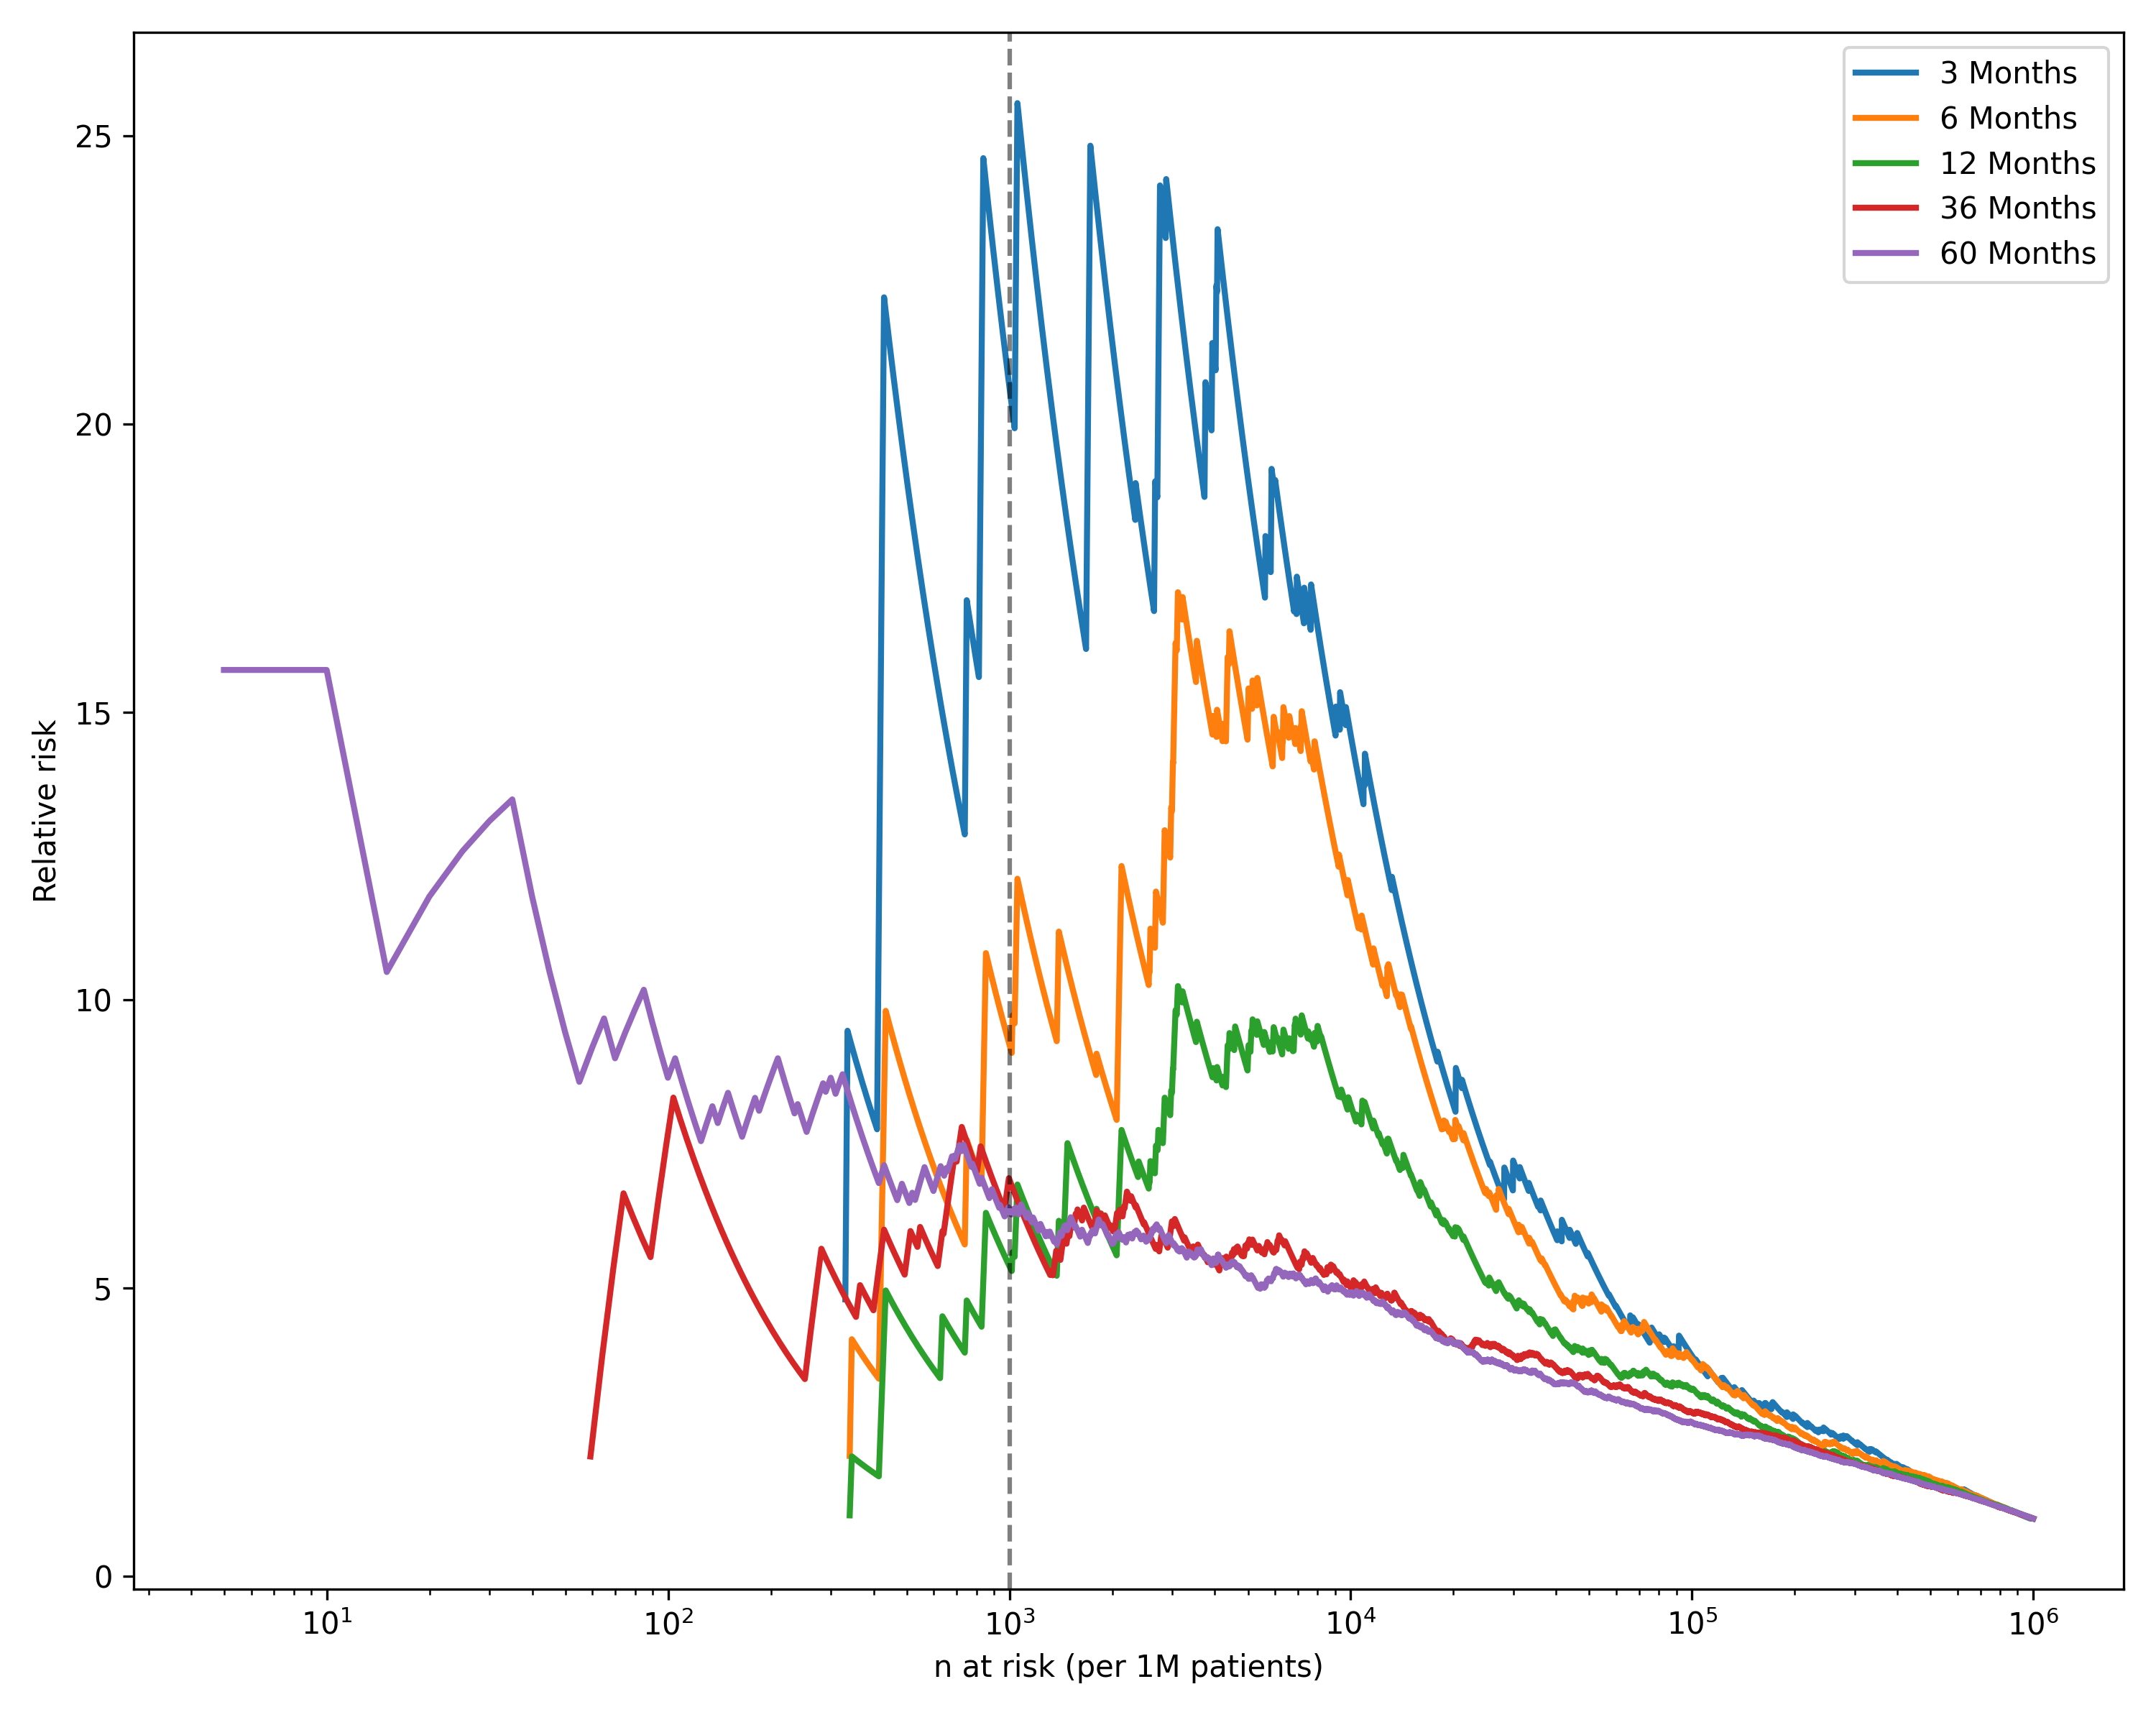 3 Months
6 Months
12 Months
36 Months
60 Months
25
20
15
10
5
0
Relative risk
10¹ 10² 10³ 10⁴ 10⁵ 10⁶
n at risk (per 1M patients)